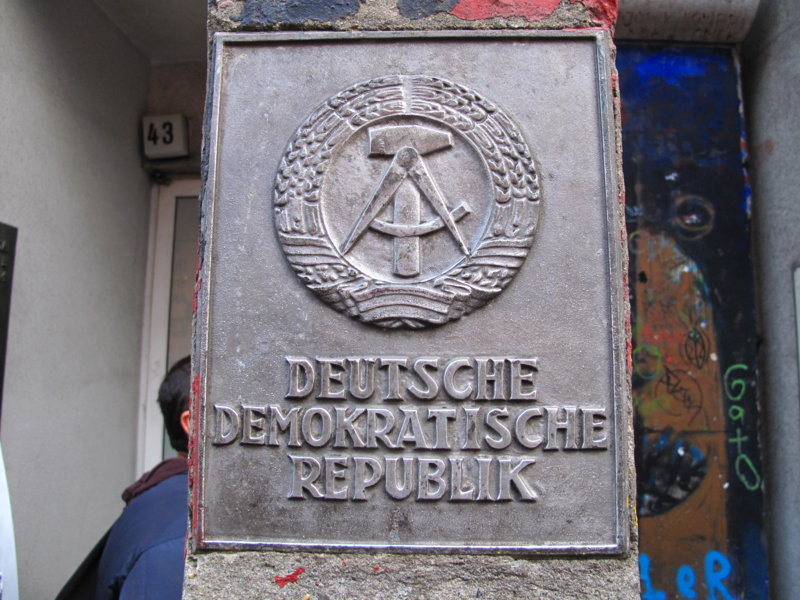 43
DEUTSCHE
DEMOKRATISCHE
REPUBLIK